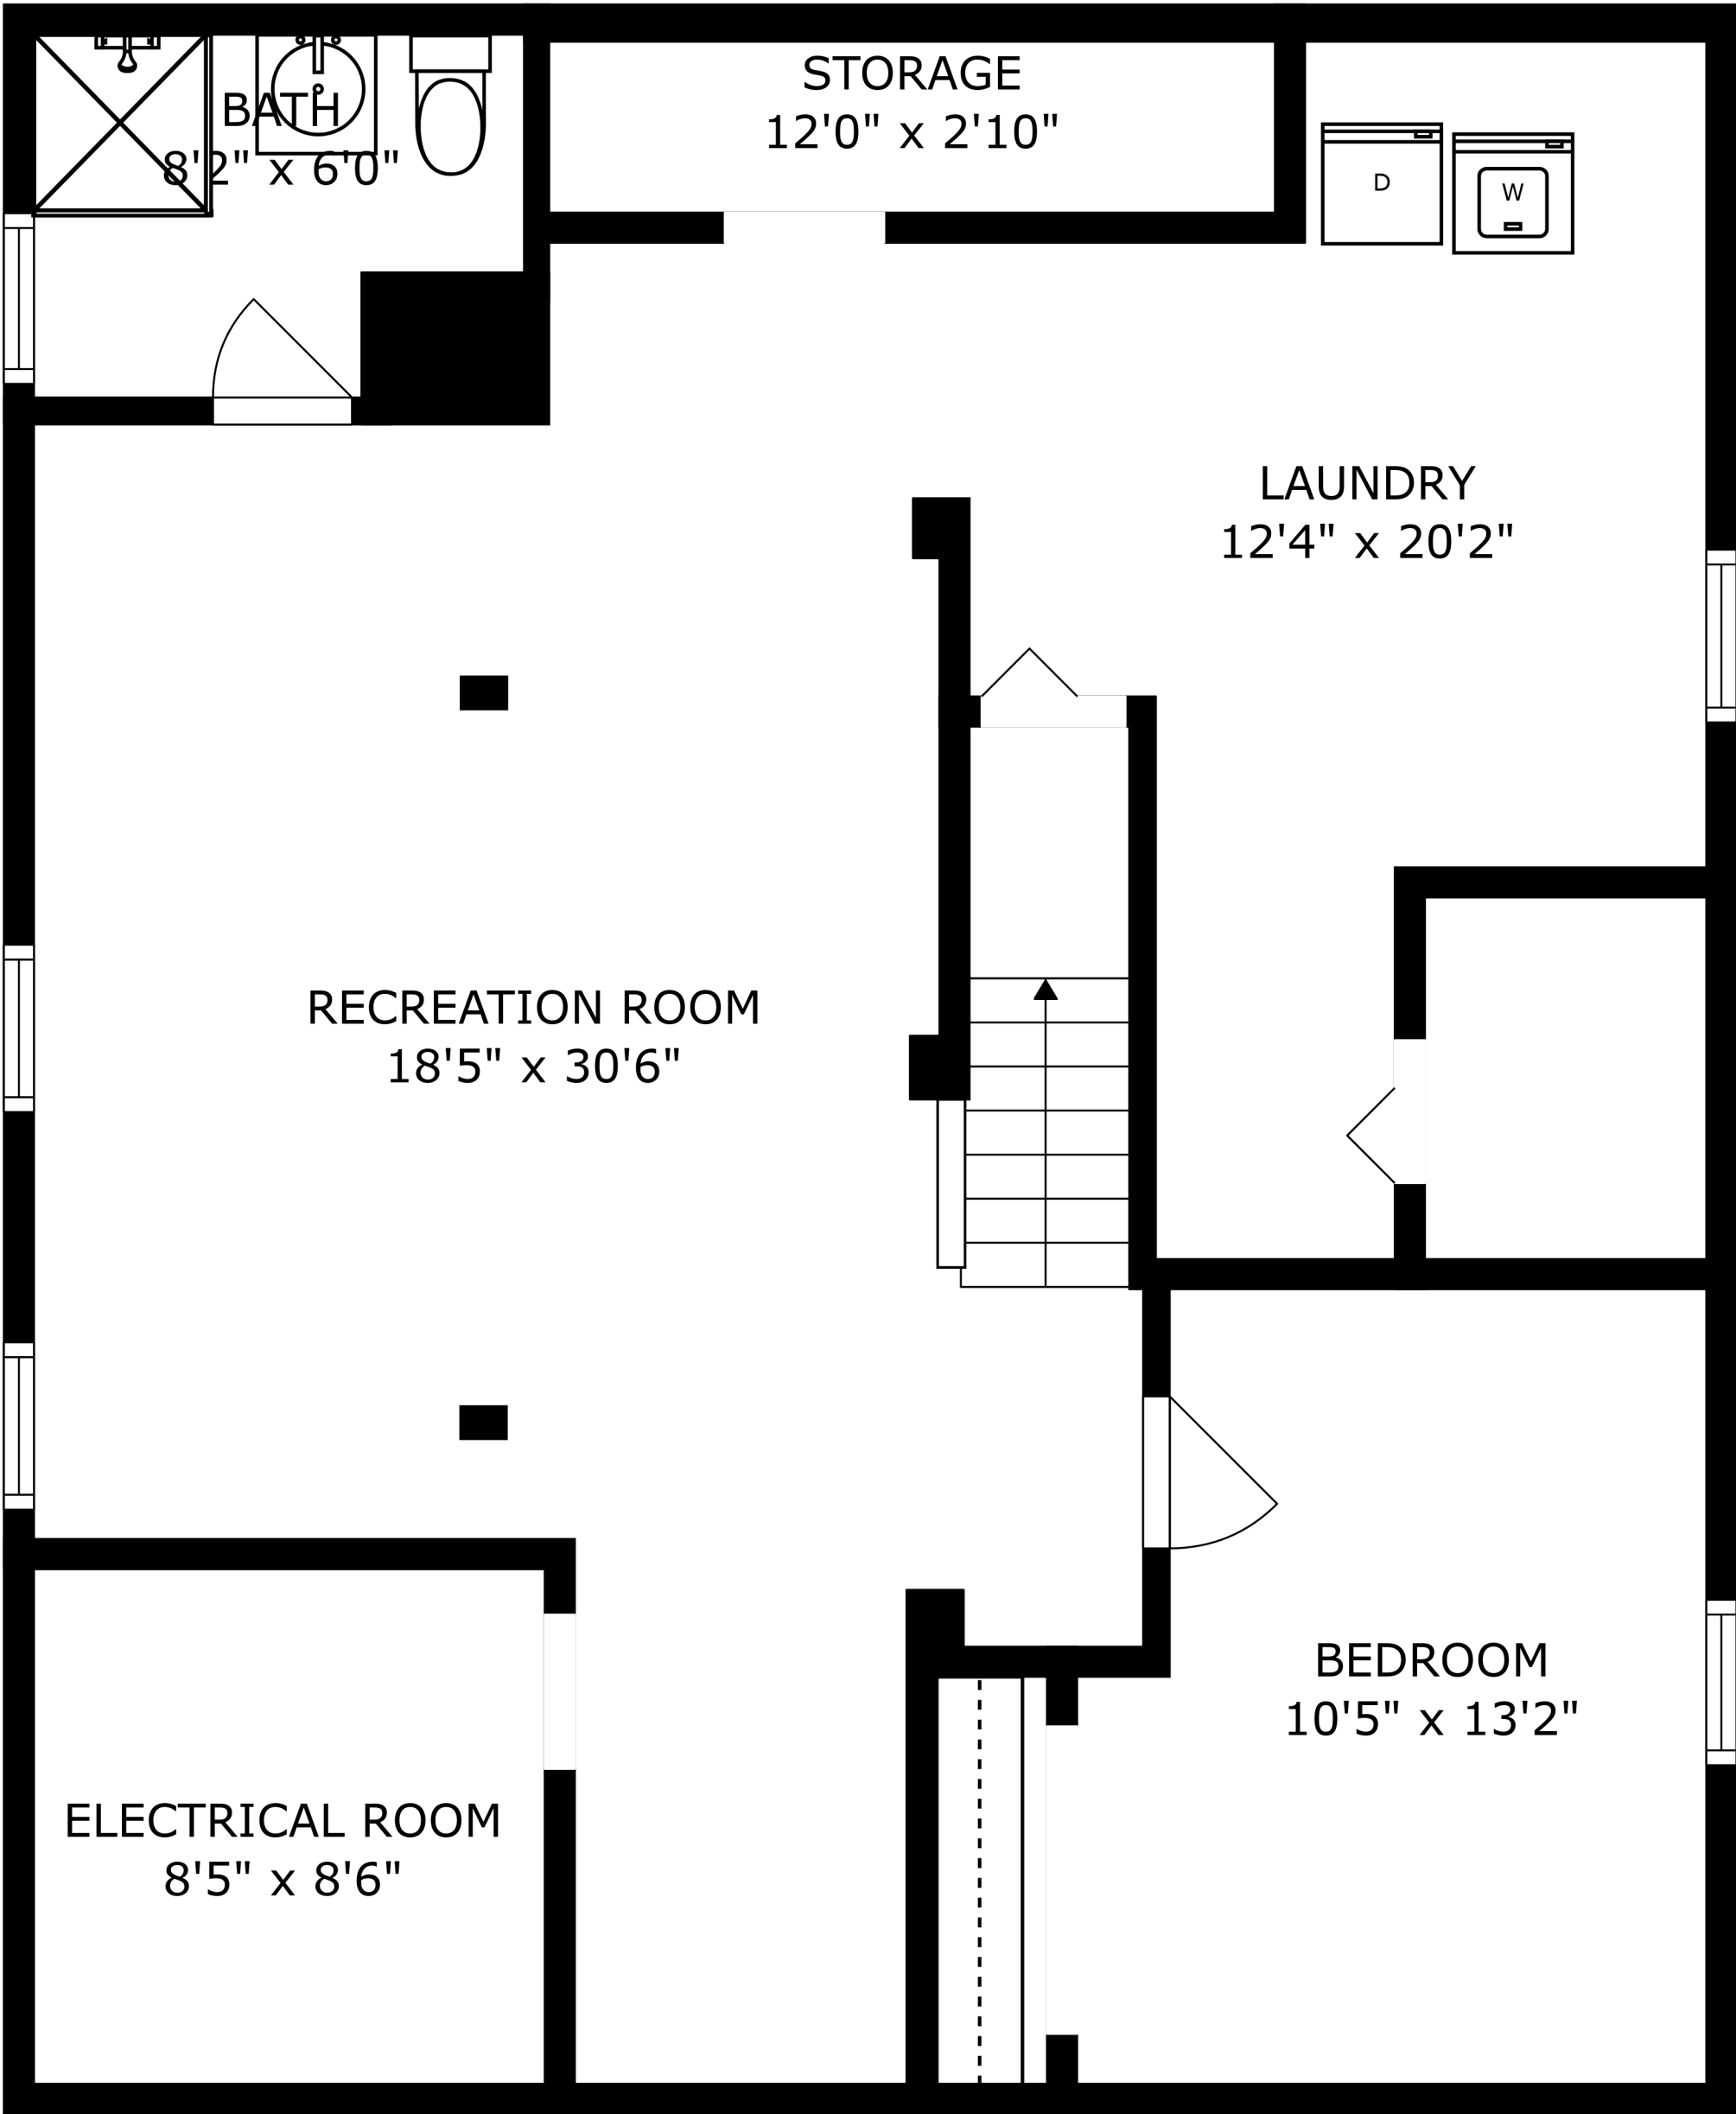 STORAGE
12'0" x 2'10"
BATH
8'2" x 6'0"
D
W
LAUNDRY
12'4" x 20'2"
RECREATION ROOM
18'5" x 30'6"
BEDROOM
10'5" x 13'2"
ELECTRICAL ROOM
8'5" x 8'6"